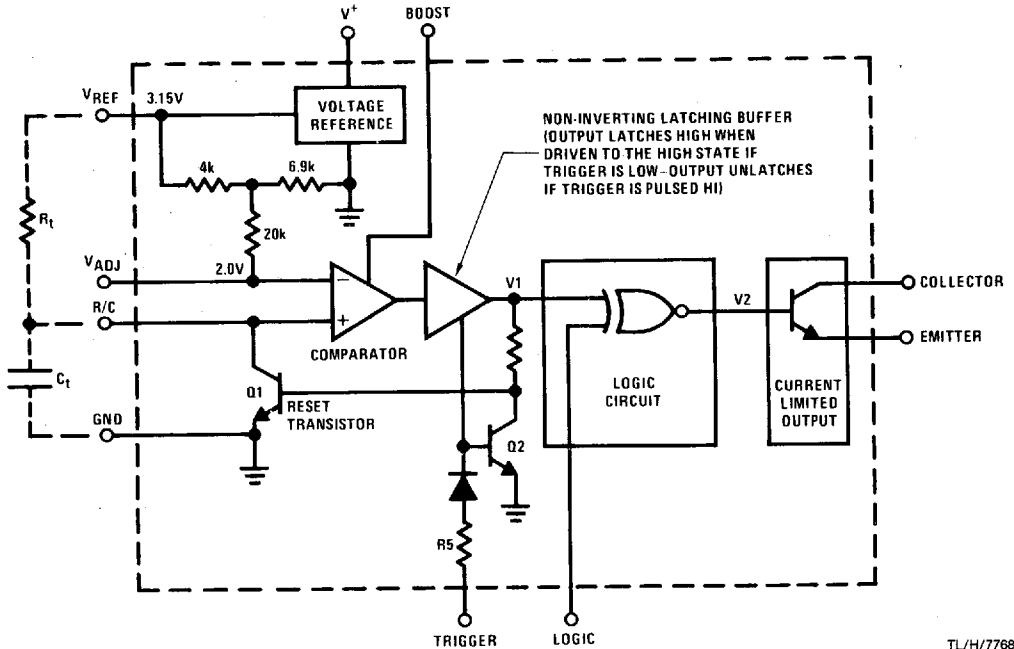 V+
BOOST
VREF
3.15V
VOLTAGE
REFERENCE
NON-INVERTING LATCHING BUFFER
(OUTPUT LATCHES HIGH WHEN
DRIVEN TO THE HIGH STATE IF
TRIGGER IS LOW–OUTPUT UNLATCHES
IF TRIGGER IS PULSED HI)
4k
6.9k
Rt
20k
VADJ
2.0V
R/C
−
+
COMPARATOR
V1
V2
COLLECTOR
EMITTER
Ct
Q1
RESET
TRANSISTOR
LOGIC
CIRCUIT
CURRENT
LIMITED
OUTPUT
GND
Q2
R5
TRIGGER
LOGIC
TL/H/7768